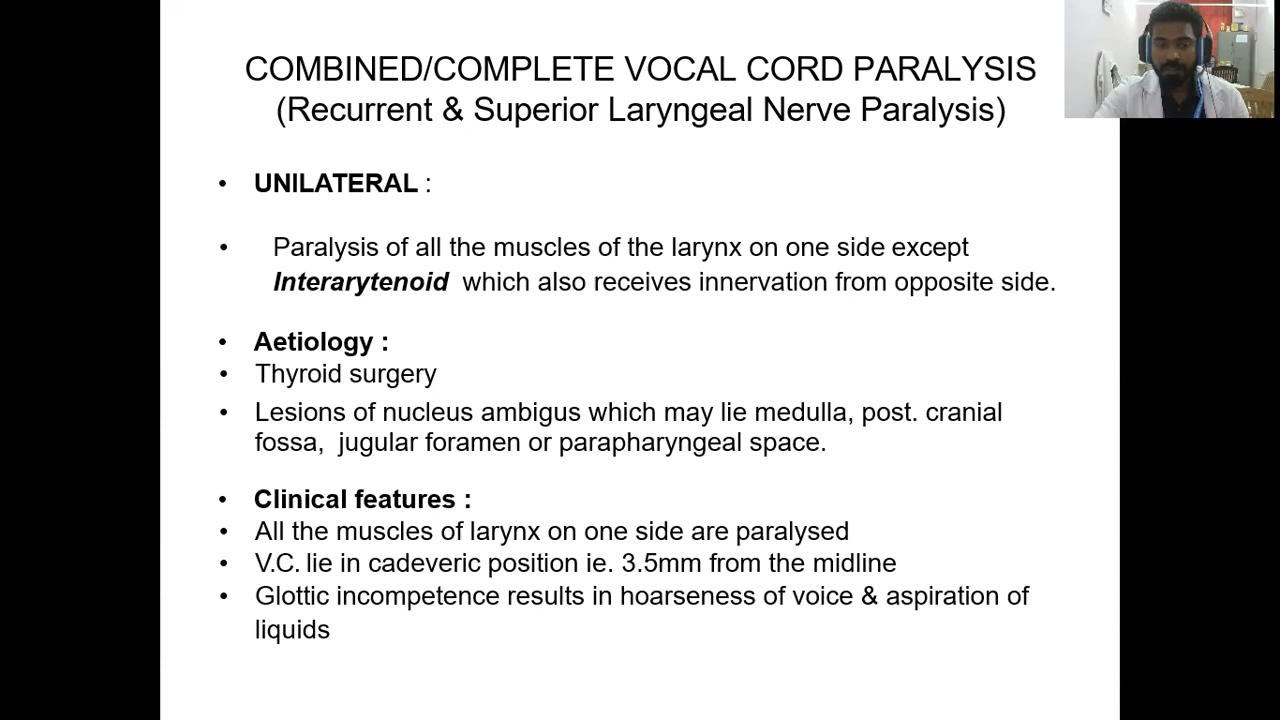 COMBINED/COMPLETE VOCAL CORD PARALYSIS
(Recurrent & Superior Laryngeal Nerve Paralysis)
• UNILATERAL :
• Paralysis of all the muscles of the larynx on one side except
Interarytenoid which also receives innervation from opposite side.
• Aetiology :
• Thyroid surgery
• Lesions of nucleus ambigus which may lie medulla, post. cranial
fossa, jugular foramen or parapharyngeal space.
• Clinical features :
• All the muscles of larynx on one side are paralysed
• V.C. lie in cadeveric position ie. 3.5mm from the midline
• Glottic incompetence results in hoarseness of voice & aspiration of
liquids